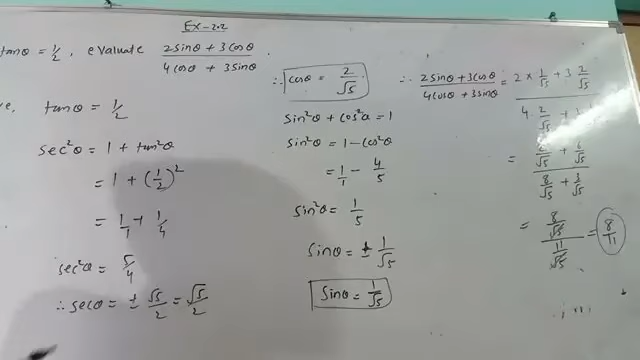 EX-2.2
tanθ = 1/2, evaluate (2sinθ + 3cosθ)/(4cosθ + 3sinθ).
tanθ = 1/2
sec²θ = 1 + tan²θ
= 1 + (1/2)²
= 1/1 + 1/4
sec²θ = 5/4
∴ secθ = ± √5/2 = √5/2
∴ cosθ = 2/√5
sin²θ + cos²θ = 1
sin²θ = 1 - cos²θ
= 1/1 - 4/5
sin²θ = 1/5
sinθ = ± 1/√5
sinθ = 1/√5
∴ (2sinθ + 3cosθ)/(4cosθ + 3sinθ) = (2 × 1/√5 + 3 2/√5)/(4 · 2/√5 +
= (2/√5 + 6/√5)/(8/√5 + 3/√5)
= (8/√5)/(11/√5) = 8/11